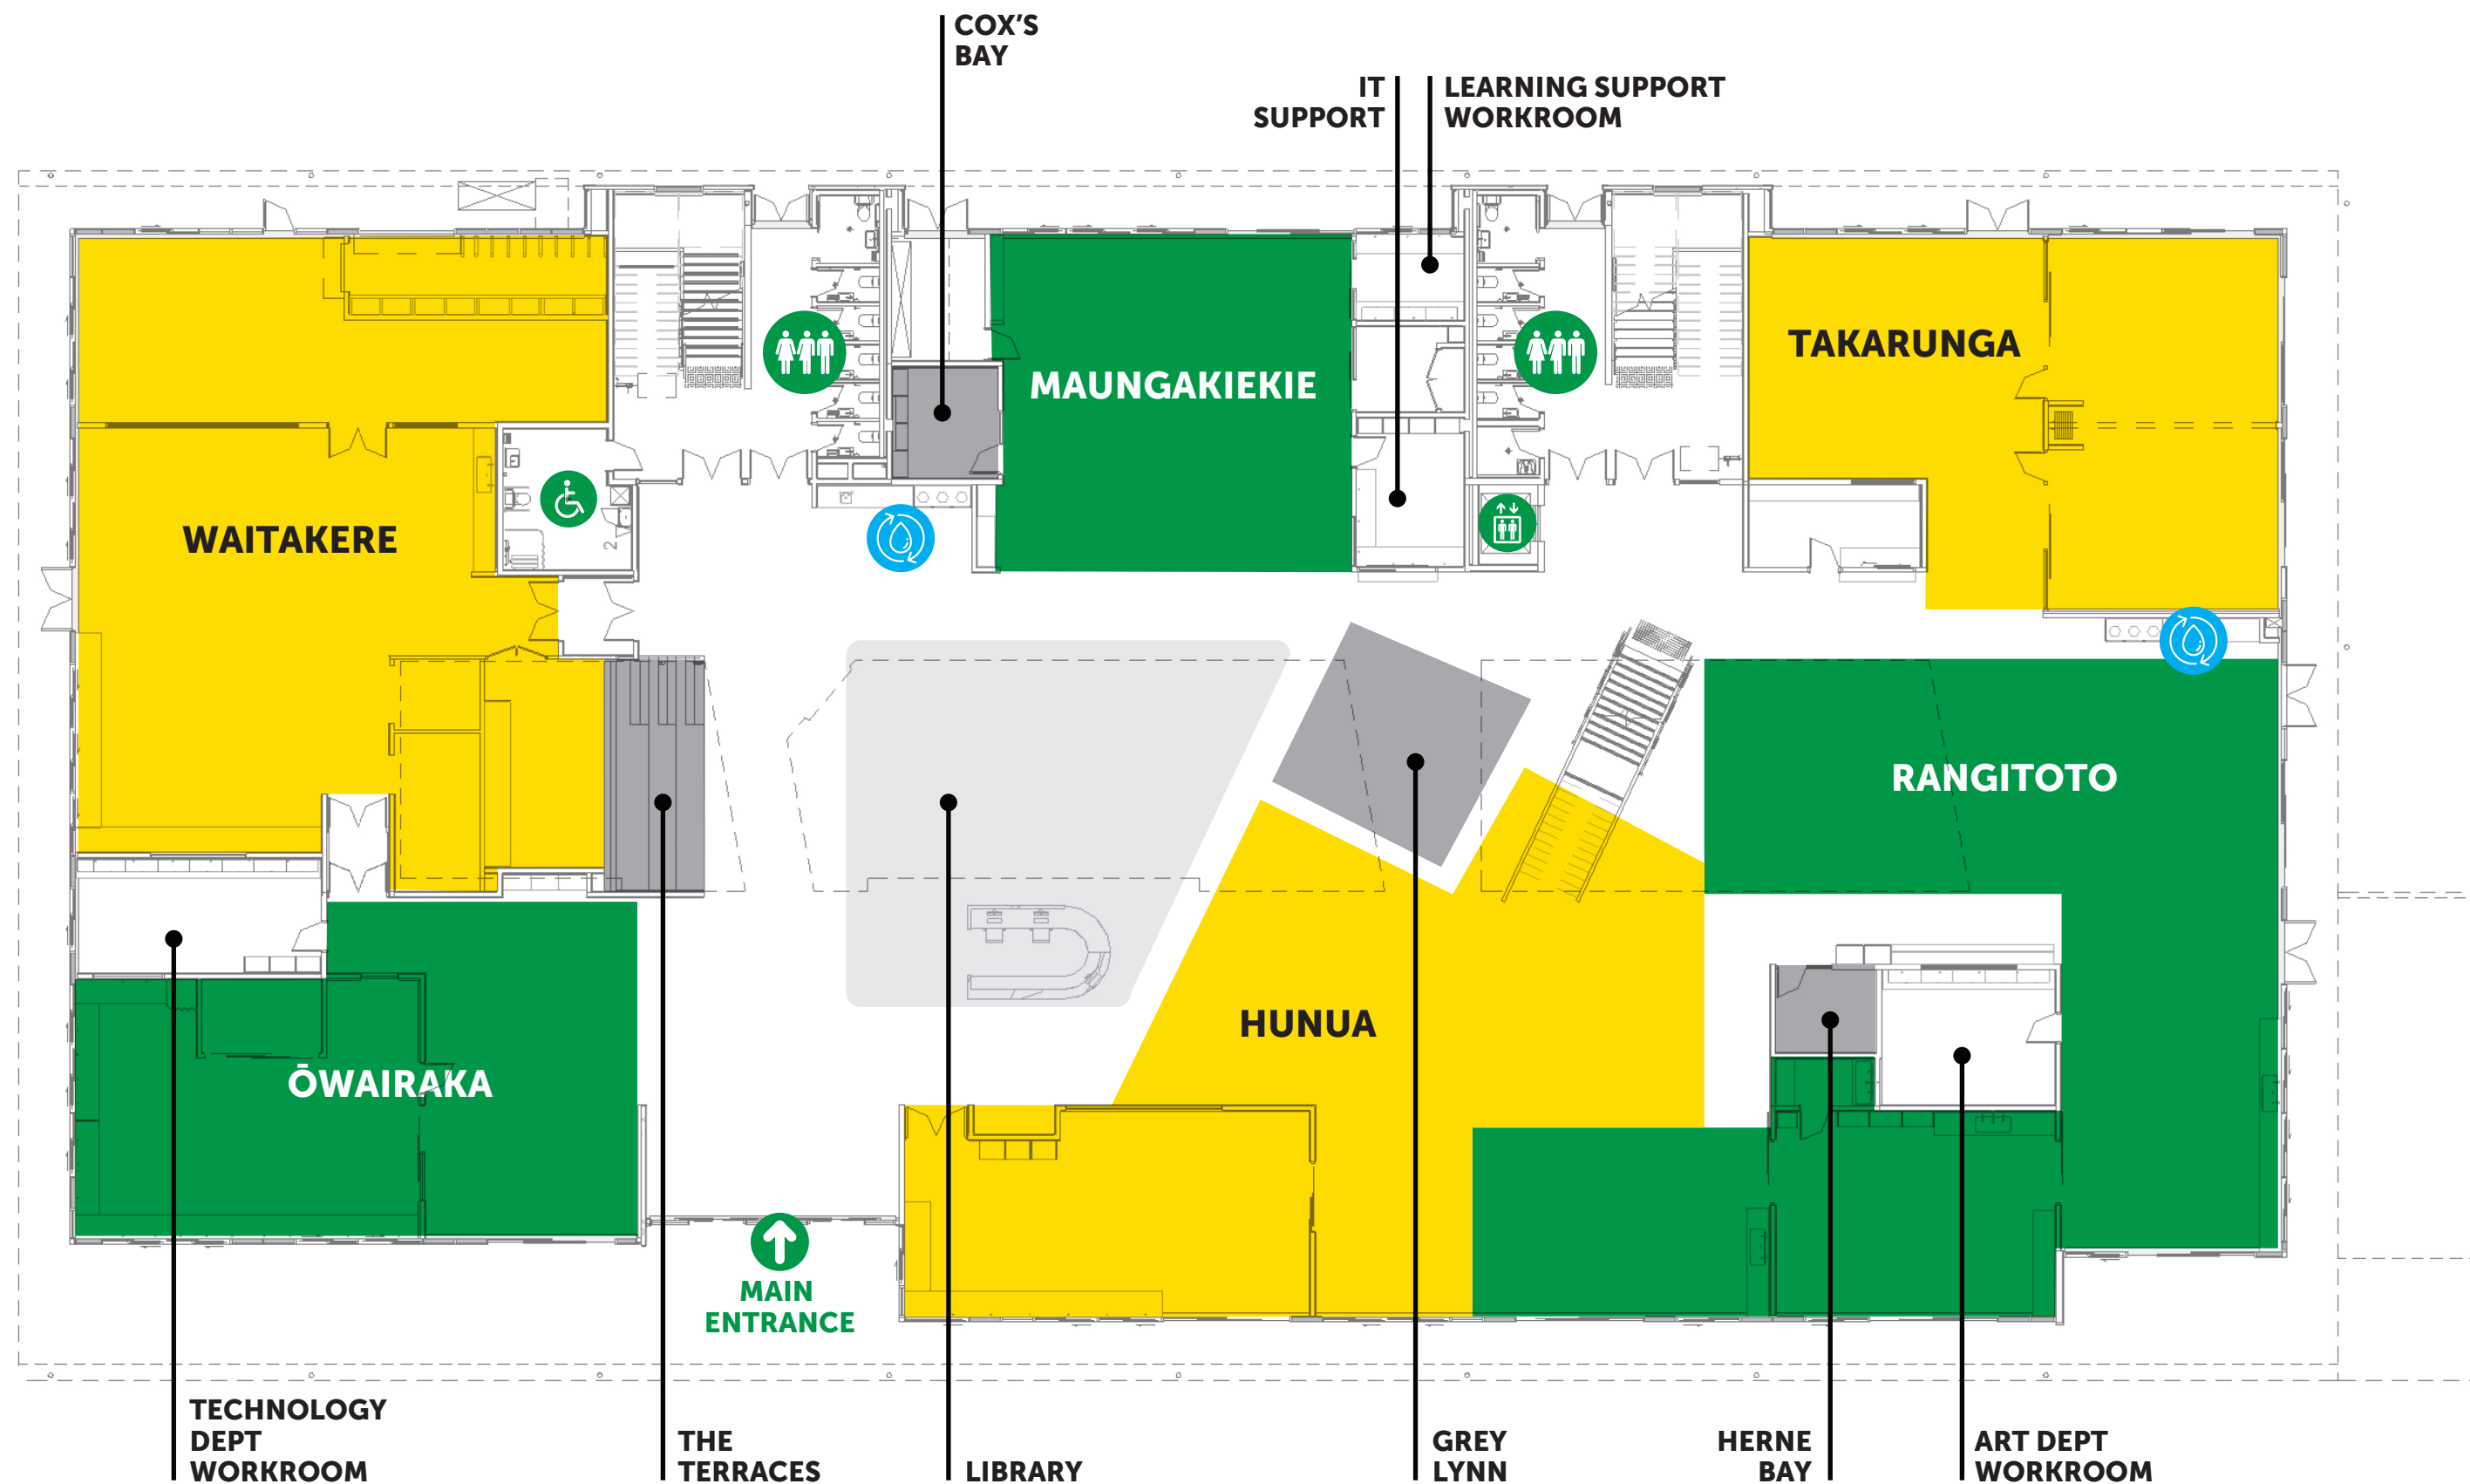 COX'S
BAY
IT
SUPPORT
LEARNING SUPPORT
WORKROOM
TAKARUNGA
MAUNGAKIEKIE
WAITAKERE
2
RANGITOTO
HUNUA
ŌWAIRAKA
MAIN
ENTRANCE
TECHNOLOGY
DEPT
WORKROOM
THE
TERRACES
LIBRARY
GREY
LYNN
HERNE
BAY
ART DEPT
WORKROOM